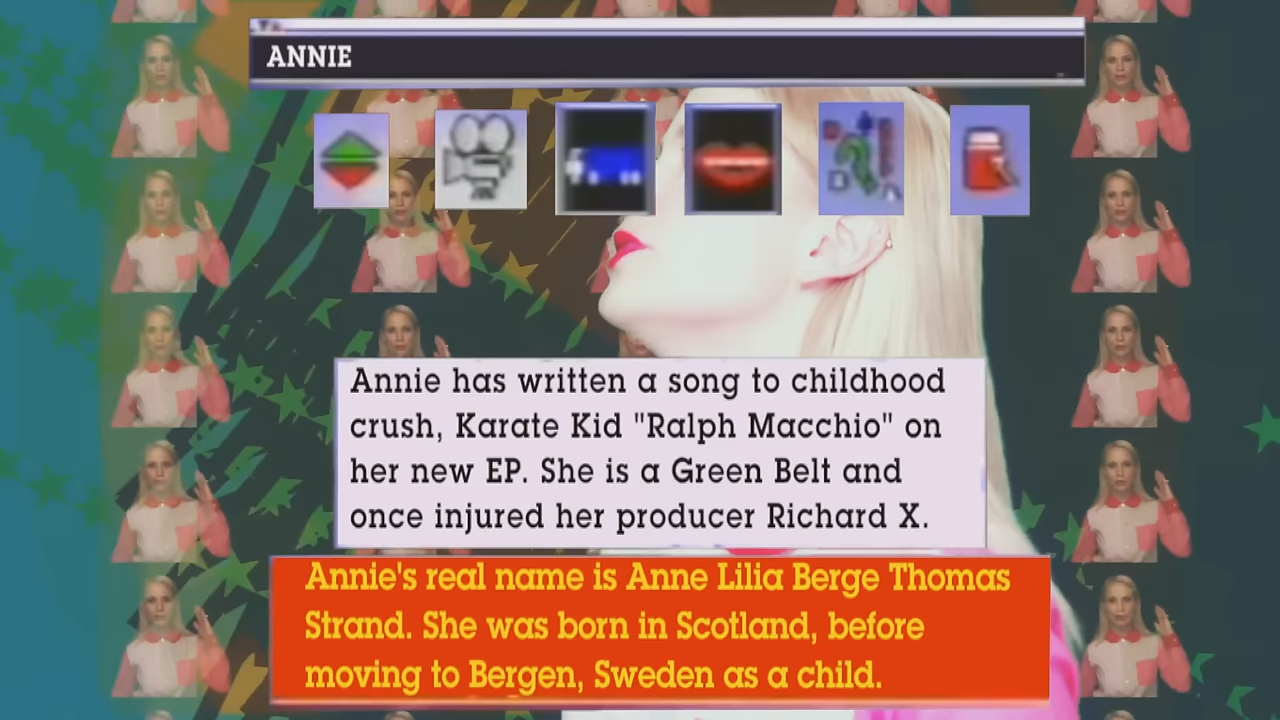 ANNIE
Annie has written a song to childhood
crush, Karate Kid "Ralph Macchio" on
her new EP. She is a Green Belt and
once injured her producer Richard X.
Annie's real name is Anne Lilia Berge Thomas
Strand. She was born in Scotland, before
moving to Bergen, Sweden as a child.